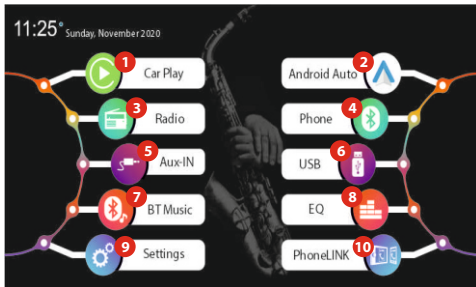 11:25°
Sunday, November 2020
1 Car Play
Android Auto 2
3 Radio
Phone 4
5 Aux-IN
USB 6
7 BT Music
EQ 8
9 Settings
PhoneLINK 10